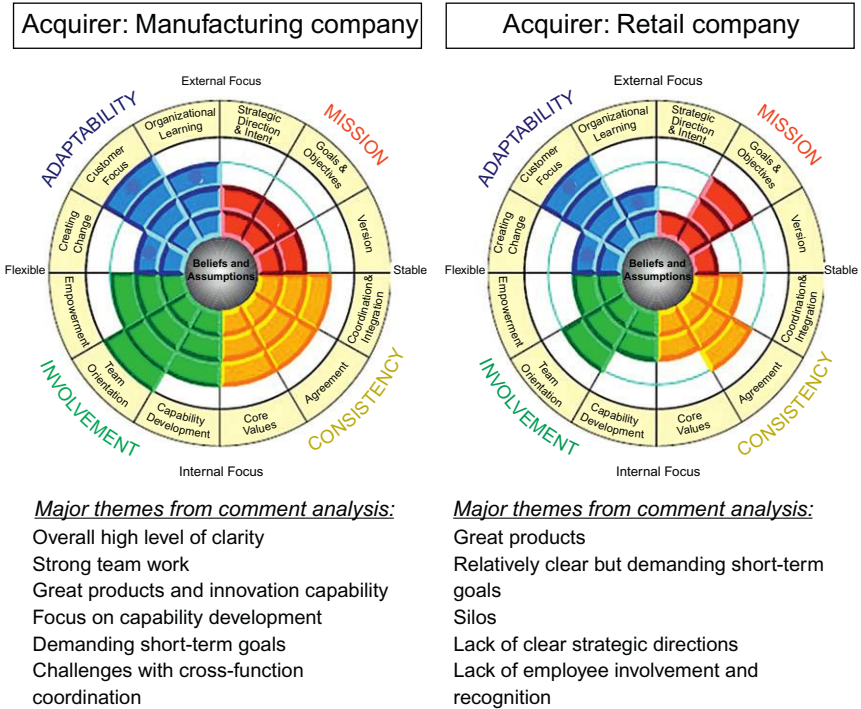 Acquirer: Manufacturing company
External Focus
ADAPTABILITY
MISSION
Organizational
Learning
Strategic
Direction
& Intent
Customer
Focus
Goals &
Objectives
Creating
Change
Version
Flexible
Beliefs and
Assumptions
Empowerment
Coordination&
Integration
Team
Orientation
Agreement
Capability
Development
Core
Values
INVOLVEMENT
CONSISTENCY
Internal Focus
Major themes from comment analysis:
Overall high level of clarity
Strong team work
Great products and innovation capability
Focus on capability development
Demanding short-term goals
Challenges with cross-function
coordination
Acquirer: Retail company
External Focus
ADAPTABILITY
MISSION
Organizational
Learning
Strategic
Direction
& Intent
Customer
Focus
Goals &
Objectives
Creating
Change
Version
Flexible
Beliefs and
Assumptions
Stable
Stable
Empowerment
Coordination&
Integration
Team
Orientation
Agreement
Capability
Development
Core
Values
INVOLVEMENT
CONSISTENCY
Internal Focus
Major themes from comment analysis:
Great products
Relatively clear but demanding short-term
goals
Silos
Lack of clear strategic directions
Lack of employee involvement and
recognition